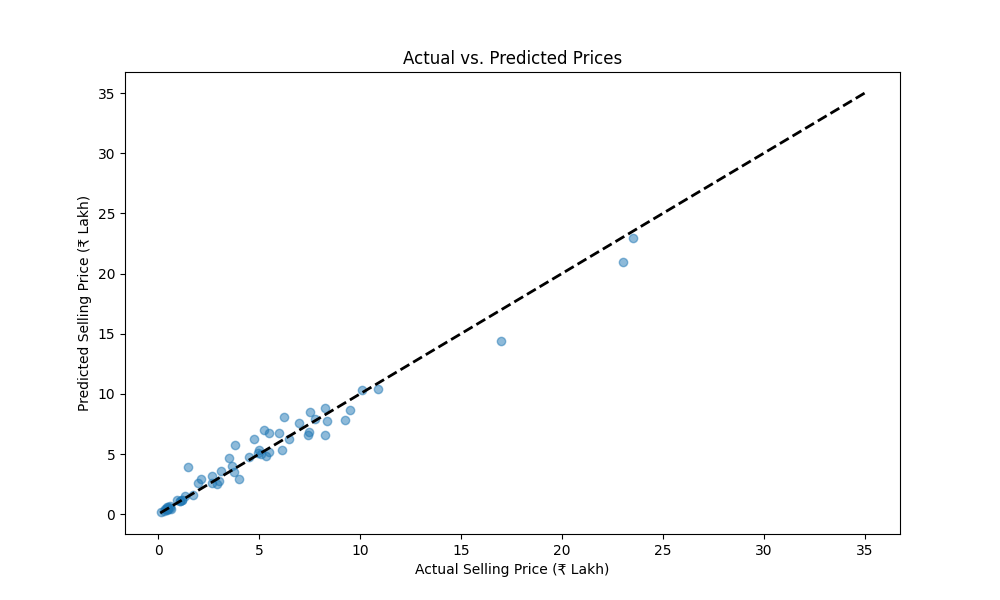 Actual vs. Predicted Prices
Predicted Selling Price (₹ Lakh)
35
30
25
20
15
10
5
0
0 5 10 15 20 25 30 35
Actual Selling Price (₹ Lakh)